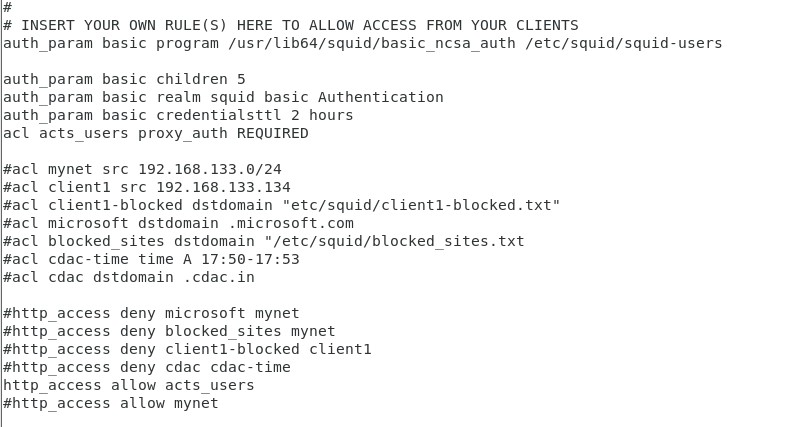 #
# INSERT YOUR OWN RULE(S) HERE TO ALLOW ACCESS FROM YOUR CLIENTS
auth_param basic program /usr/lib64/squid/basic_ncsa_auth /etc/squid/squid-users
auth_param basic children 5
auth_param basic realm squid basic Authentication
auth_param basic credentialsttl 2 hours
acl acts_users proxy_auth REQUIRED
#acl mynet src 192.168.133.0/24
#acl client1 src 192.168.133.134
#acl client1-blocked dstdomain "etc/squid/client1-blocked.txt"
#acl microsoft dstdomain .microsoft.com
#acl blocked_sites dstdomain "/etc/squid/blocked_sites.txt
#acl cdac-time time A 17:50-17:53
#acl cdac dstdomain .cdac.in
#http_access deny microsoft mynet
#http_access deny blocked_sites mynet
#http_access deny client1-blocked client1
#http_access deny cdac cdac-time
http_access allow acts_users
#http_access allow mynet